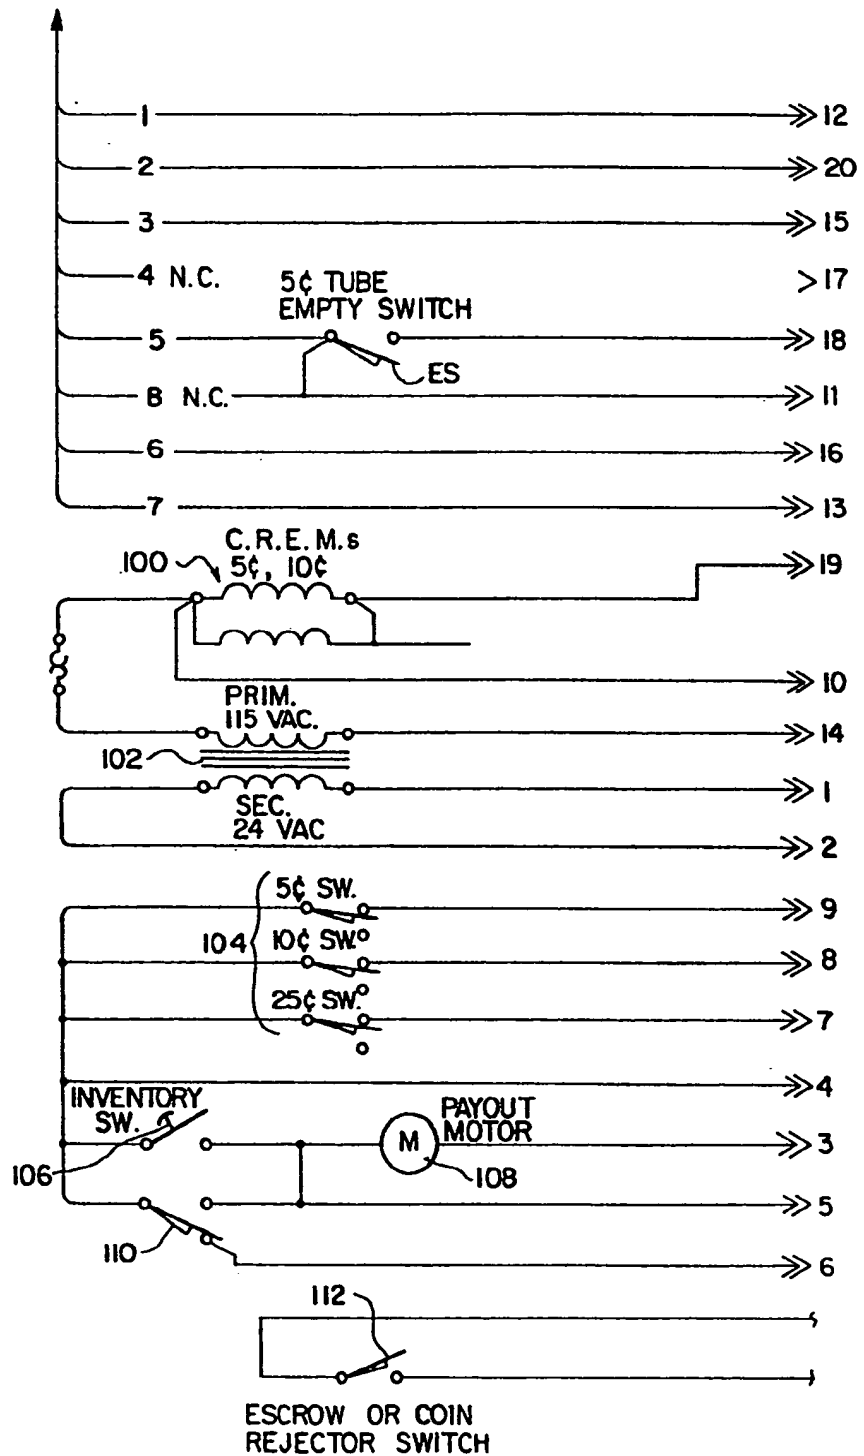 1 12
2 20
3 15
4 N.C. 17
5¢ TUBE
EMPTY SWITCH
5 18
ES
8 N.C. 11
6 16
7 13
C.R.E.M.s
100 5¢, 10¢ 19
10
PRIM.
115 VAC. 14
102
1
SEC.
24 VAC 2
5¢ SW. 9
104 10¢ SW. 8
25¢ SW. 7
4
INVENTORY
SW.
PAYOUT
MOTOR
M 3
106
108
5
110
6
112
ESCROW OR COIN
REJECTOR SWITCH